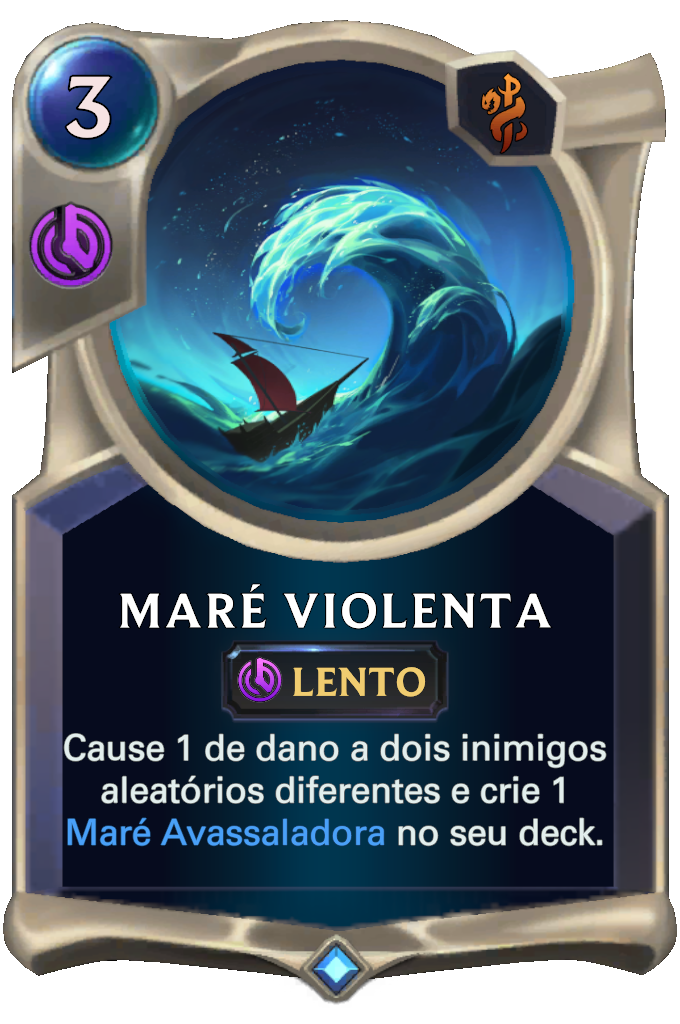 3
MARÉ VIOLENTA
LENTO
Cause 1 de dano a dois inimigos
aleatórios diferentes e crie 1
Maré Avassaladora no seu deck.